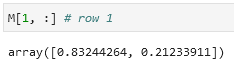 M[1, :] # row 1
array([0.83244264, 0.21233911])